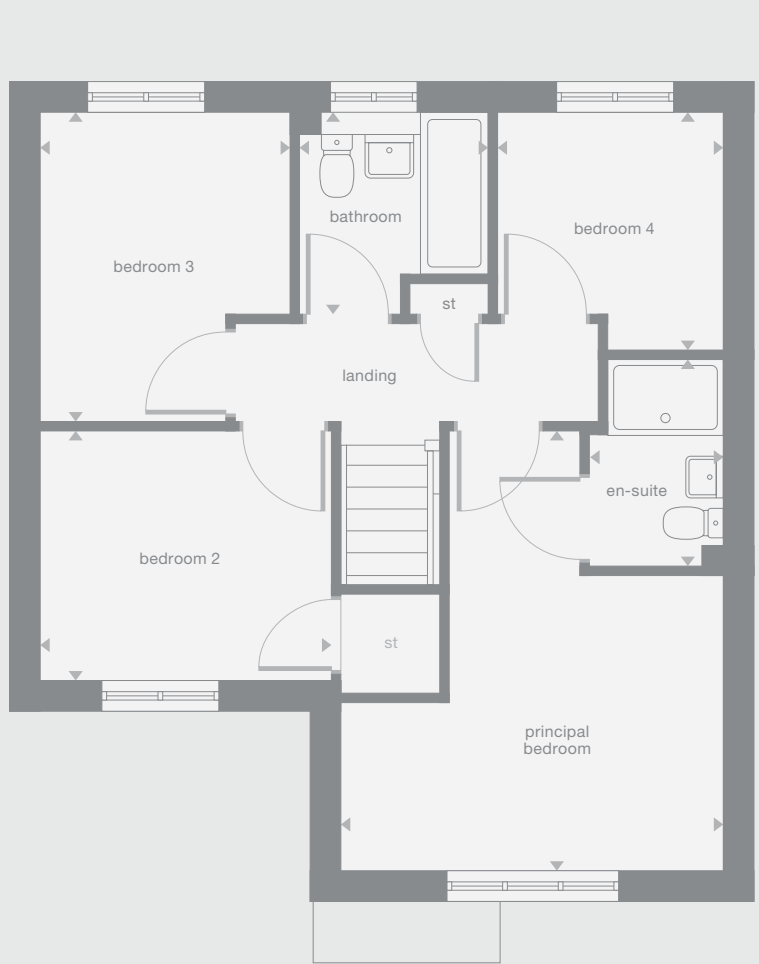 bathroom
bedroom 4
bedroom 3
st
landing
en-suite
bedroom 2
st
principal
bedroom